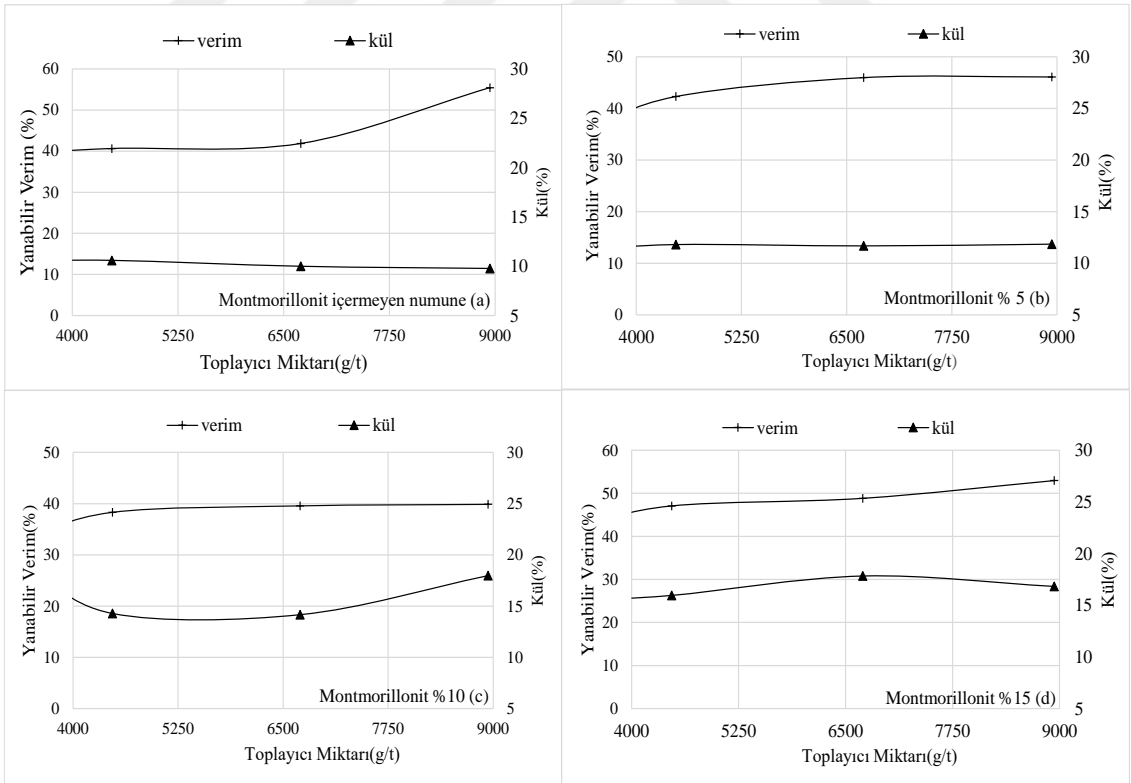 verim kül
60
50
40
30
20
10
0
Yanabilir Verim (%)
30
25
20
15
10
5
Kül(%)
Montmorillonit içermeyen numune (a)
4000 5250 6500 7750 9000
Toplayıcı Miktarı(g/t)
verim kül
50
40
30
20
10
0
Yanabilir Verim(%)
30
25
20
15
10
5
Kül(%)
Montmorillonit % 5 (b)
4000 5250 6500 7750 9000
Toplayıcı Miktarı(g/t)
verim kül
50
40
30
20
10
0
Yanabilir Verim(%)
30
25
20
15
10
5
Kül(%)
Montmorillonit %10 (c)
4000 5250 6500 7750 9000
Toplayıcı Miktarı(g/t)
verim kül
60
50
40
30
20
10
0
Yanabilir Verim(%)
30
25
20
15
10
5
Kül(%)
Montmorillonit %15 (d)
4000 5250 6500 7750 9000
Toplayıcı Miktarı(g/t)